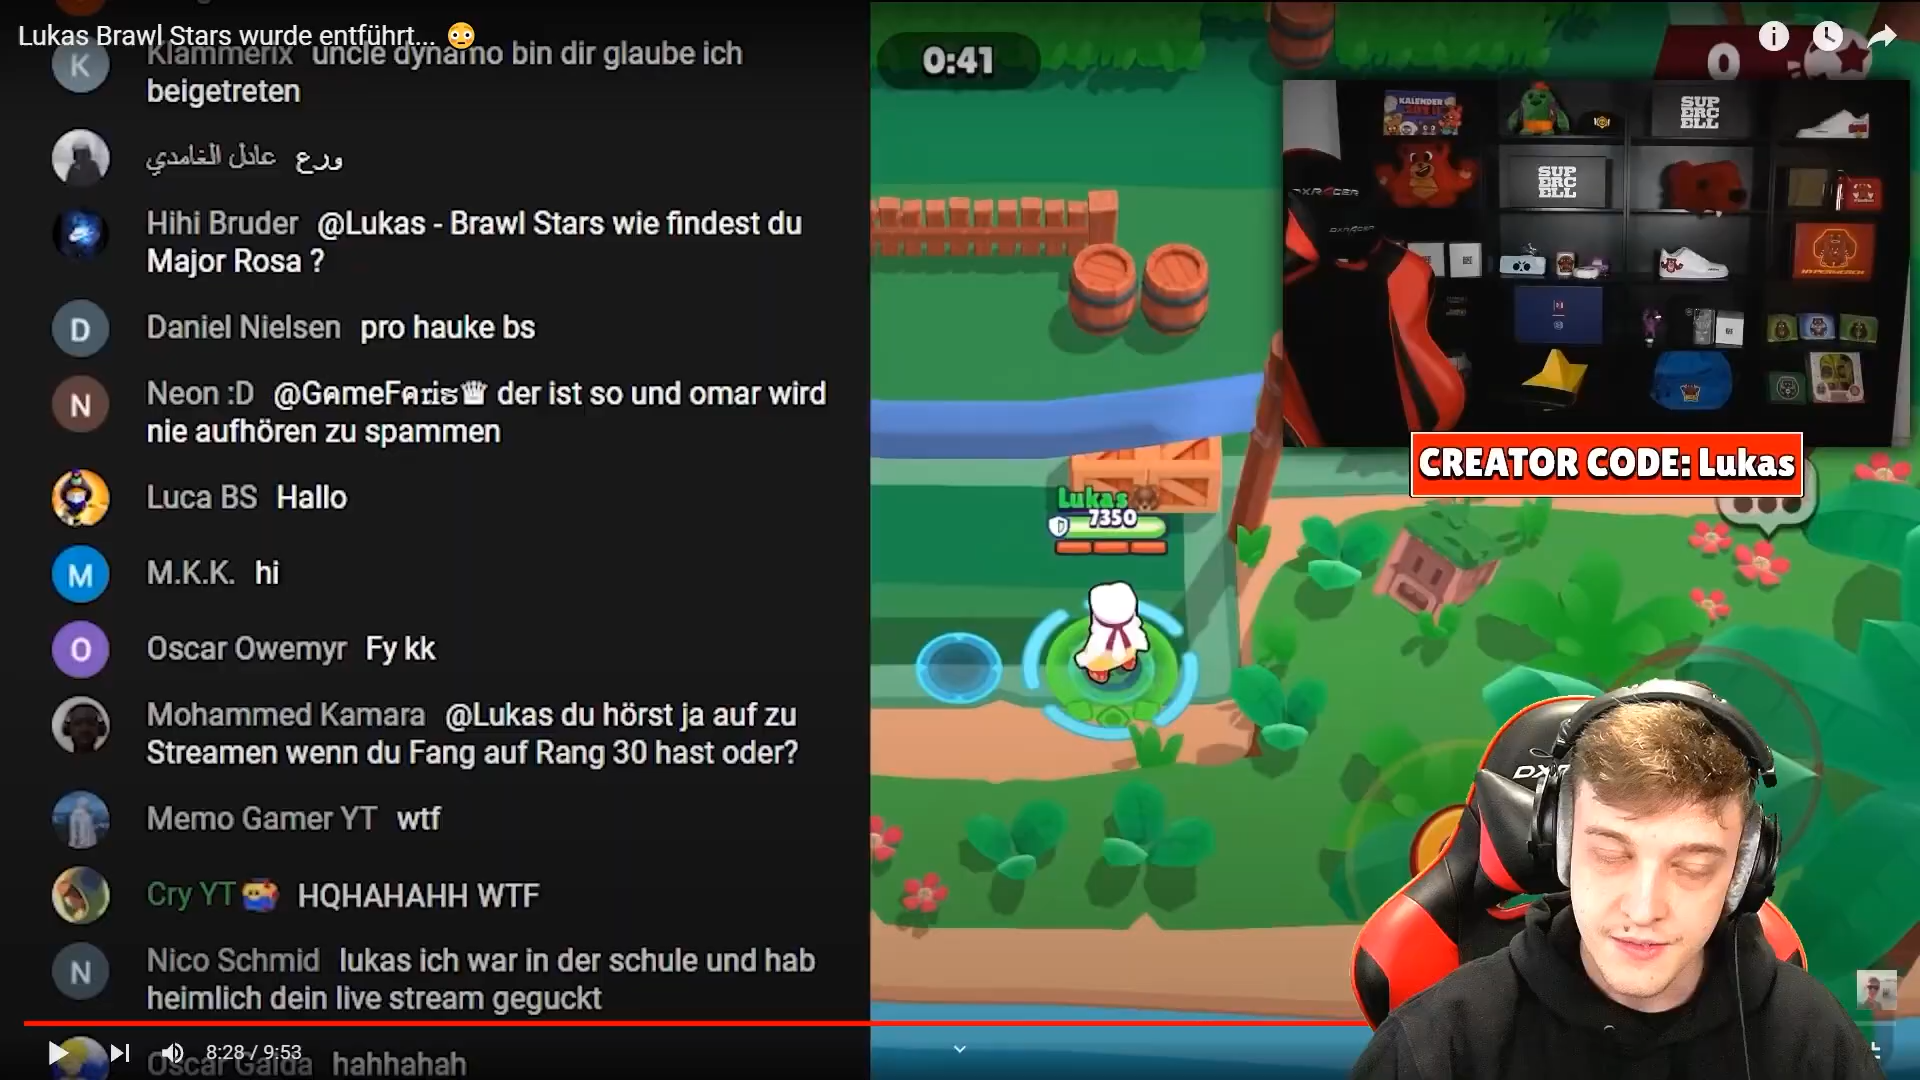 Lukas Brawl Stars wurde entführt... 😳
Klammerix uncle dynamo bin dir glaube ich
beigetreten
عادل الغامدي ورع
Hihi Bruder @Lukas - Brawl Stars wie findest du
Major Rosa ?
D
Daniel Nielsen pro hauke bs
N
Neon :D @GameFaris♛ der ist so und omar wird
nie aufhören zu spammen
Luca BS Hallo
M
M.K.K. hi
O
Oscar Owemyr Fy kk
Mohammed Kamara @Lukas du hörst ja auf zu
Streamen wenn du Fang auf Rang 30 hast oder?
Memo Gamer YT wtf
Cry YT HQHAHAHH WTF
N
Nico Schmid lukas ich war in der schule und hab
heimlich dein live stream geguckt
Oscar Gaida hahhahah
8:28 / 9:53
K
0:41
0
KALENDER
SUPERCELL
SUPERCELL
DXRACER
DXRACER
CREATOR CODE: Lukas
Lukas
7350